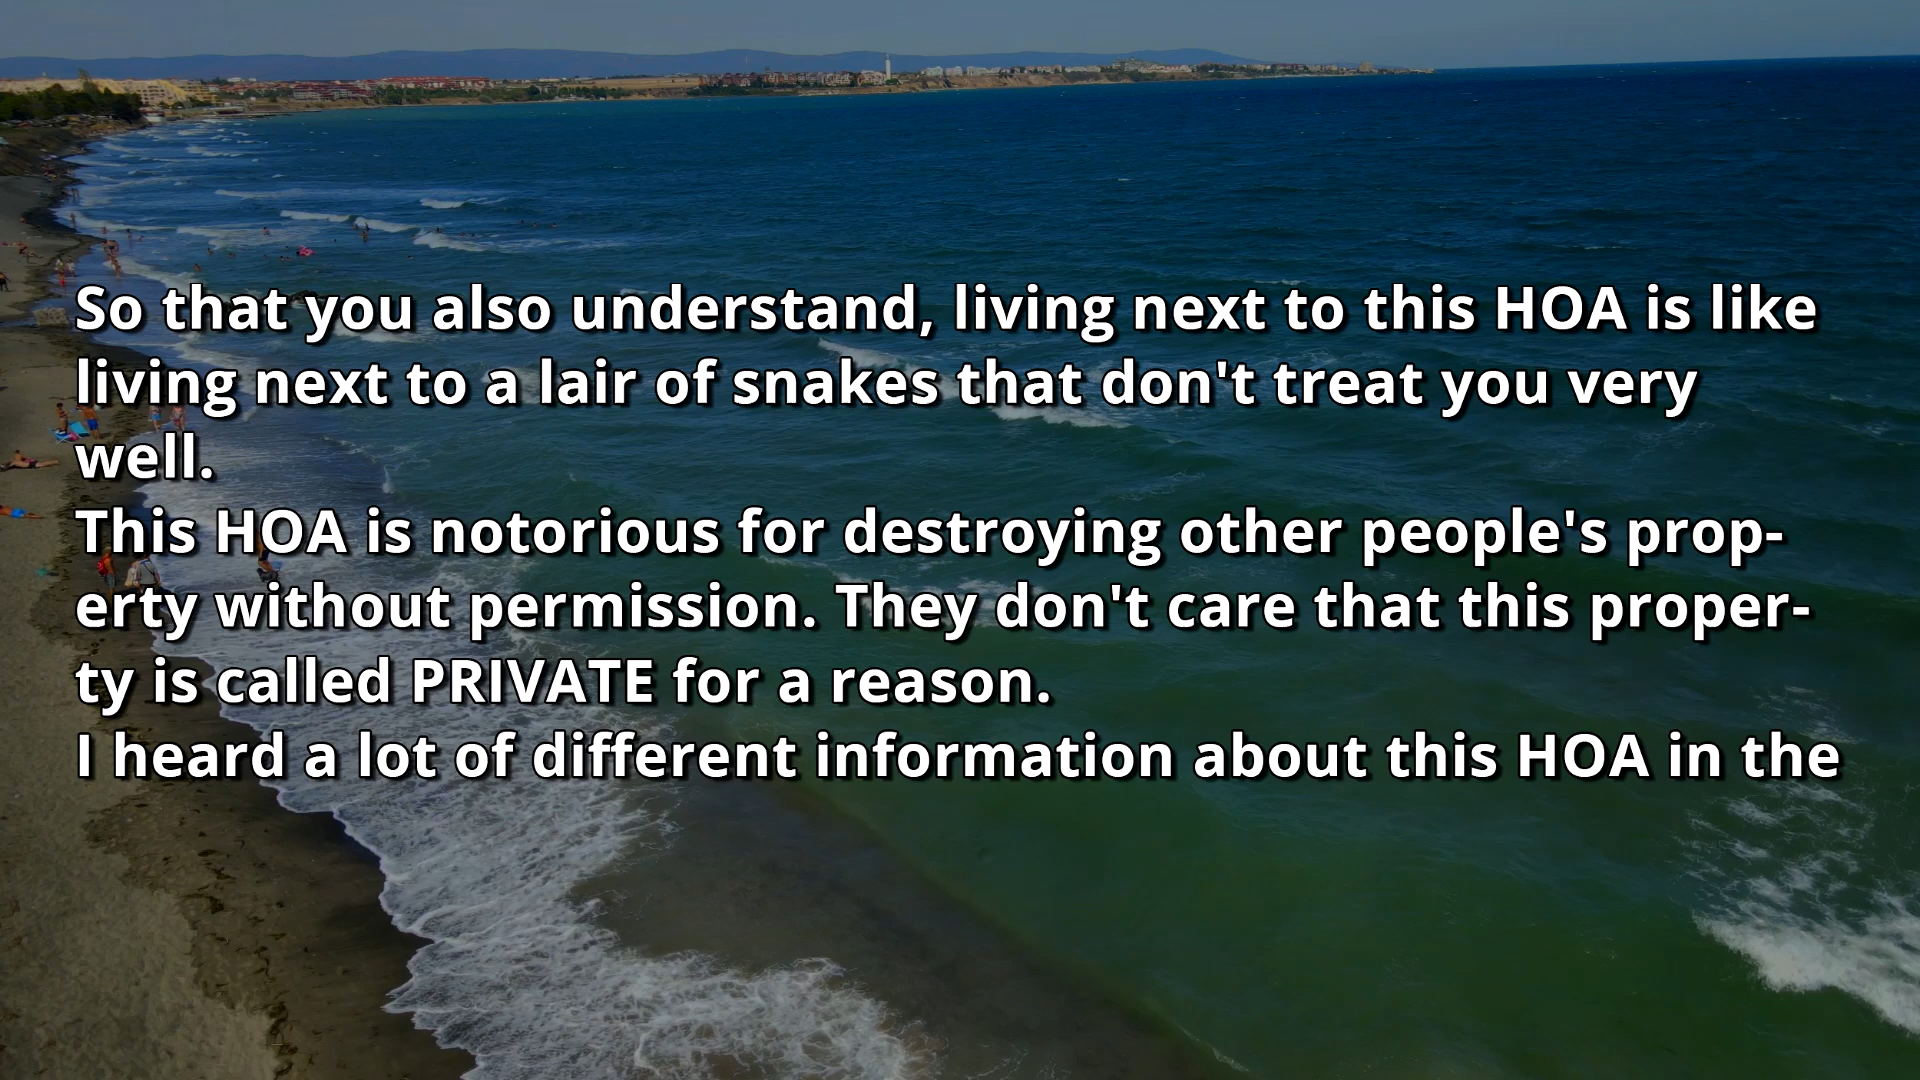 So that you also understand, living next to this HOA is like
living next to a lair of snakes that don't treat you very
well.
This HOA is notorious for destroying other people's prop-
erty without permission. They don't care that this proper-
ty is called PRIVATE for a reason.
I heard a lot of different information about this HOA in the